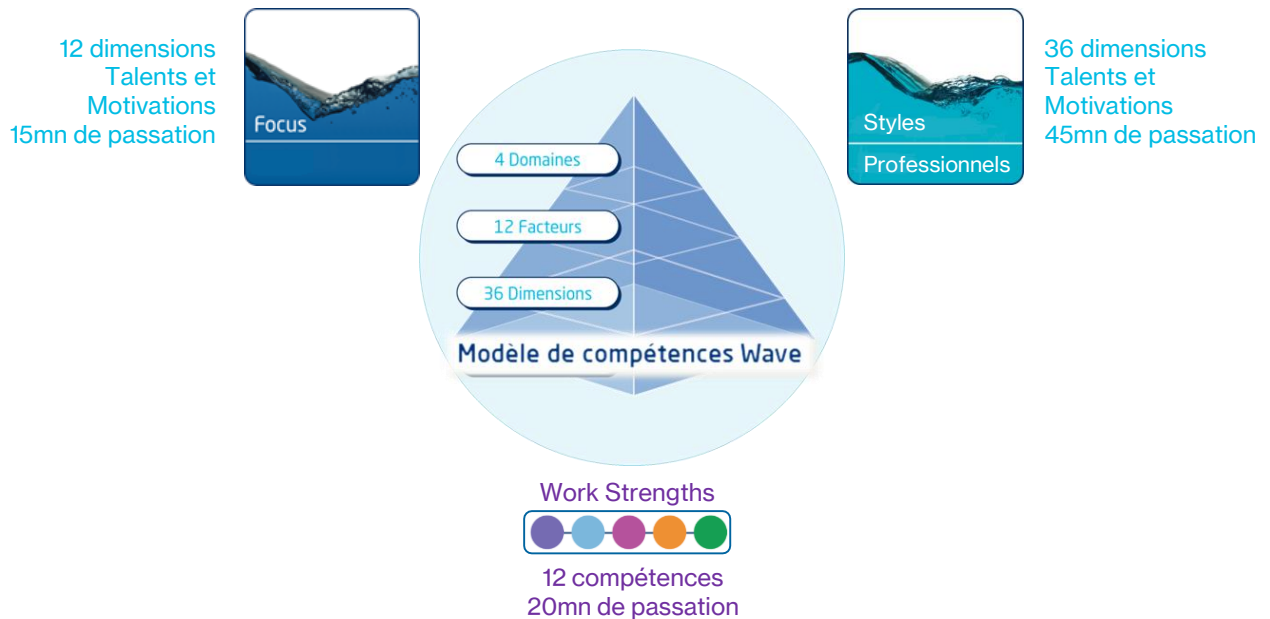 12 dimensions
Talents et
Motivations
15mn de passation
Focus
4 Domaines
12 Facteurs
36 Dimensions
Modèle de compétences Wave
Styles
Professionnels
36 dimensions
Talents et
Motivations
45mn de passation
Work Strengths
12 compétences
20mn de passation